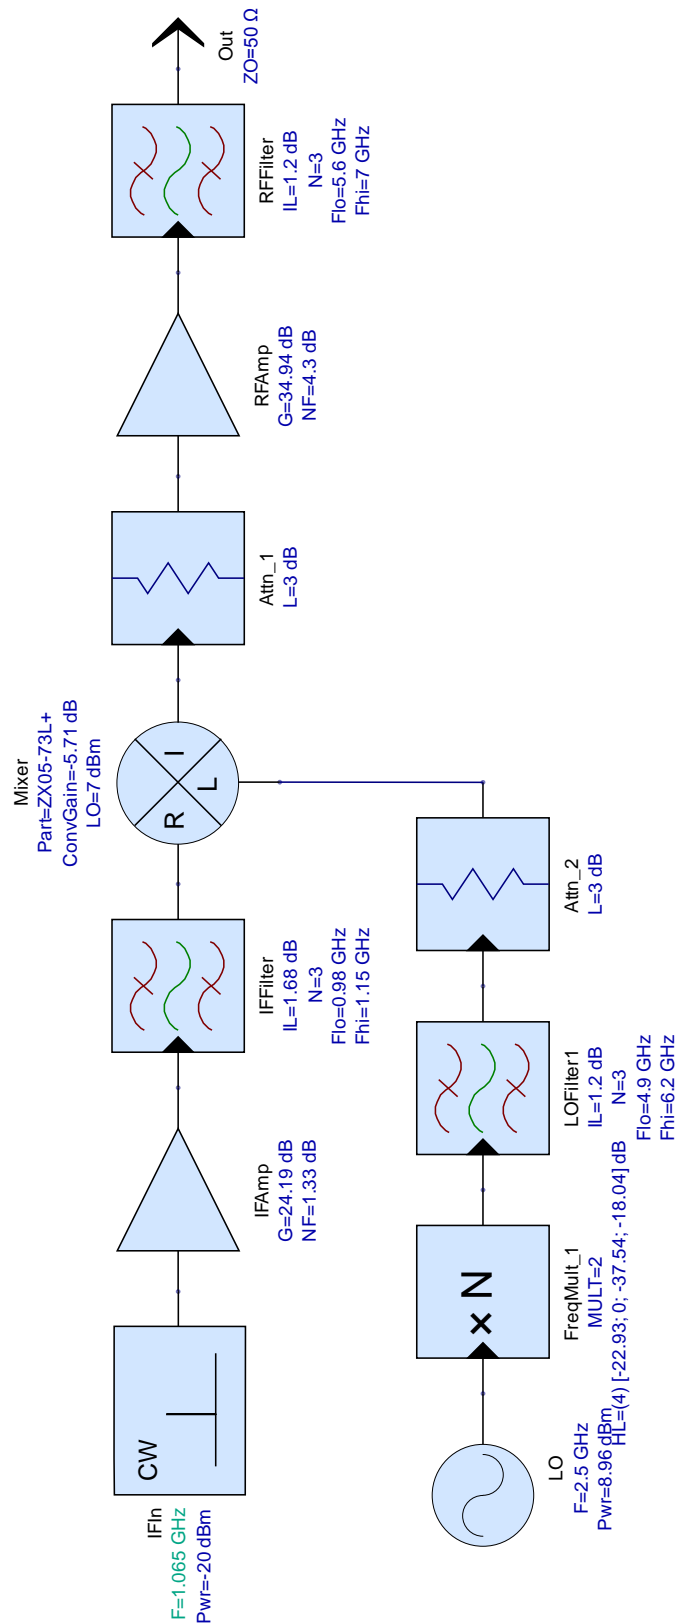 IFIn
F=1.065 GHz
Pwr=-20 dBm
CW
IFAmp
G=24.19 dB
NF=1.33 dB
IFFilter
IL=1.68 dB
N=3
Flo=0.98 GHz
Fhi=1.15 GHz
Mixer
Part=ZX05-73L+
ConvGain=-5.71 dB
LO=7 dBm
R
I
L
Attn_1
L=3 dB
RFAmp
G=34.94 dB
NF=4.3 dB
RFFilter
IL=1.2 dB
N=3
Flo=5.6 GHz
Fhi=7 GHz
Out
ZO=50 Ω
LO
F=2.5 GHz
Pwr=8.96 dBm
× N
FreqMult_1
MULT=2
HL=(4) [-22.93; 0; -37.54; -18.04] dB
LOFilter1
IL=1.2 dB
N=3
Flo=4.9 GHz
Fhi=6.2 GHz
Attn_2
L=3 dB